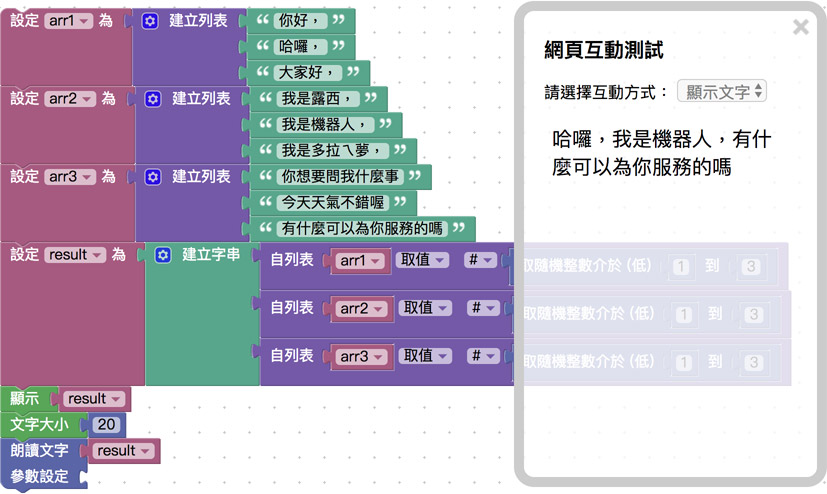 設定 arr1 為 建立列表 “ 你好， ”
“ 哈囉， ”
“ 大家好， ”
設定 arr2 為 建立列表 “ 我是露西， ”
“ 我是機器人， ”
“ 我是多拉ㄟ夢， ”
設定 arr3 為 建立列表 “ 你想要問我什麼事 ”
“ 今天天氣不錯喔 ”
“ 有什麼可以為你服務的嗎 ”
設定 result 為 建立字串 自列表 arr1 取值 # 取隨機整數介於 (低) 1 到 3
自列表 arr2 取值 # 取隨機整數介於 (低) 1 到 3
自列表 arr3 取值 # 取隨機整數介於 (低) 1 到 3
顯示 result
文字大小 20
朗讀文字 result
參數設定
×
網頁互動測試
請選擇互動方式： 顯示文字
哈囉，我是機器人，有什
麼可以為你服務的嗎